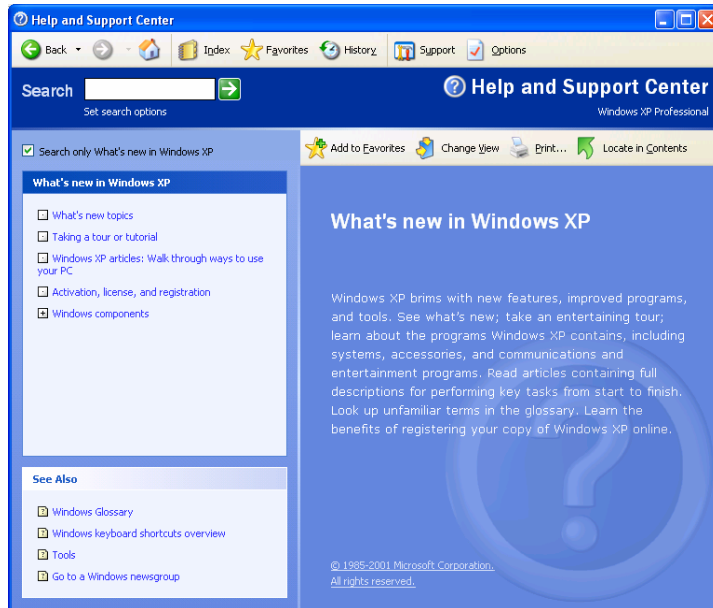 Help and Support Center
Back
Index
Favorites
History
Support
Options
Search
Set search options
Help and Support Center
Windows XP Professional
Search only What's new in Windows XP
Add to Favorites
Change View
Print...
Locate in Contents
What's new in Windows XP
What's new topics
Taking a tour or tutorial
Windows XP articles: Walk through ways to use
your PC
Activation, license, and registration
Windows components
See Also
Windows Glossary
Windows keyboard shortcuts overview
Tools
Go to a Windows newsgroup
What's new in Windows XP
Windows XP brims with new features, improved programs,
and tools. See what's new; take an entertaining tour;
learn about the programs Windows XP contains, including
systems, accessories, and communications and
entertainment programs. Read articles containing full
descriptions for performing key tasks from start to finish.
Look up unfamiliar terms in the glossary. Learn the
benefits of registering your copy of Windows XP online.
© 1985-2001 Microsoft Corporation.
All rights reserved.